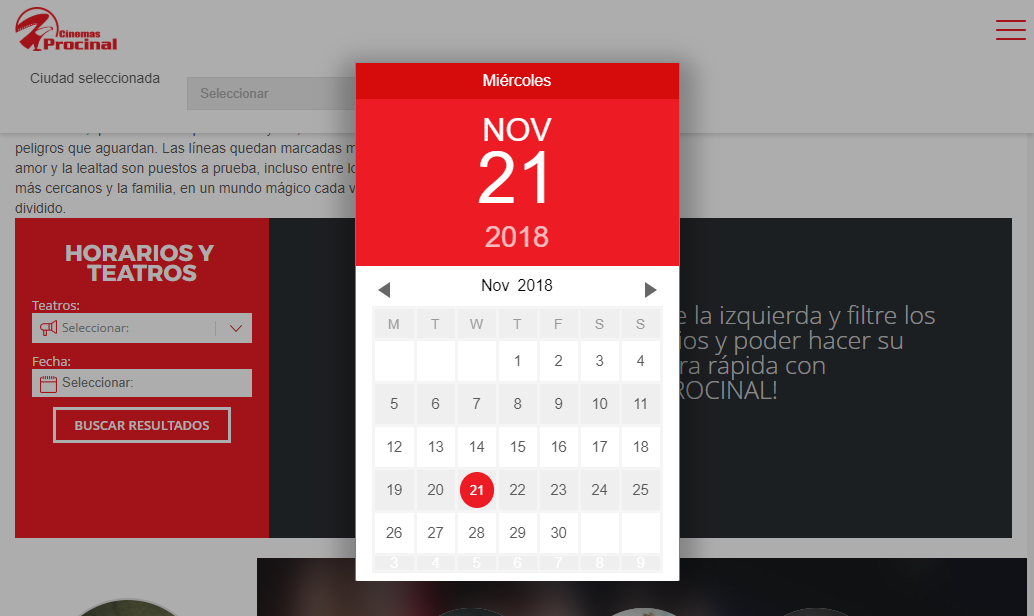 Cinemas
Procinal
Ciudad seleccionada
Seleccionar
peligros que aguardan. Las líneas quedan marcadas
amor y la lealtad son puestos a prueba, incluso entre
más cercanos y la familia, en un mundo mágico cada
dividido.
HORARIOS Y
TEATROS
Teatros:
Seleccionar:
Fecha:
Seleccionar:
BUSCAR RESULTADOS
Miércoles
NOV
21
2018
Nov 2018
M T W T F S S
1 2 3 4
5 6 7 8 9 10 11
12 13 14 15 16 17 18
19 20 21 22 23 24 25
26 27 28 29 30
3 4 5 6 7 8 9
la izquierda y filtre los
y poder hacer su
rápida con